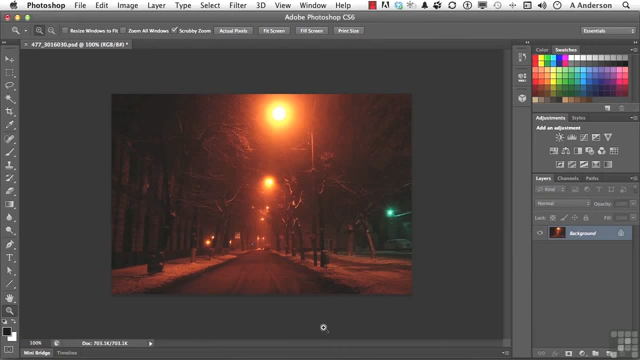 Photoshop File Edit Image Layer Type Select Filter View Window Help A Anderson
Adobe Photoshop CS6
Resize Windows to Fit Zoom All Windows Scrubby Zoom Actual Pixels Fit Screen Fill Screen Print Size Essentials
477_3016030.psd @ 100% (RGB/8#) *
Color Swatches
Adjustments Styles
Add an adjustment
Layers Channels Paths
Kind
Normal Opacity:
Lock: Fill:
Background
100% Doc: 703.1K/703.1K
Mini Bridge Timeline